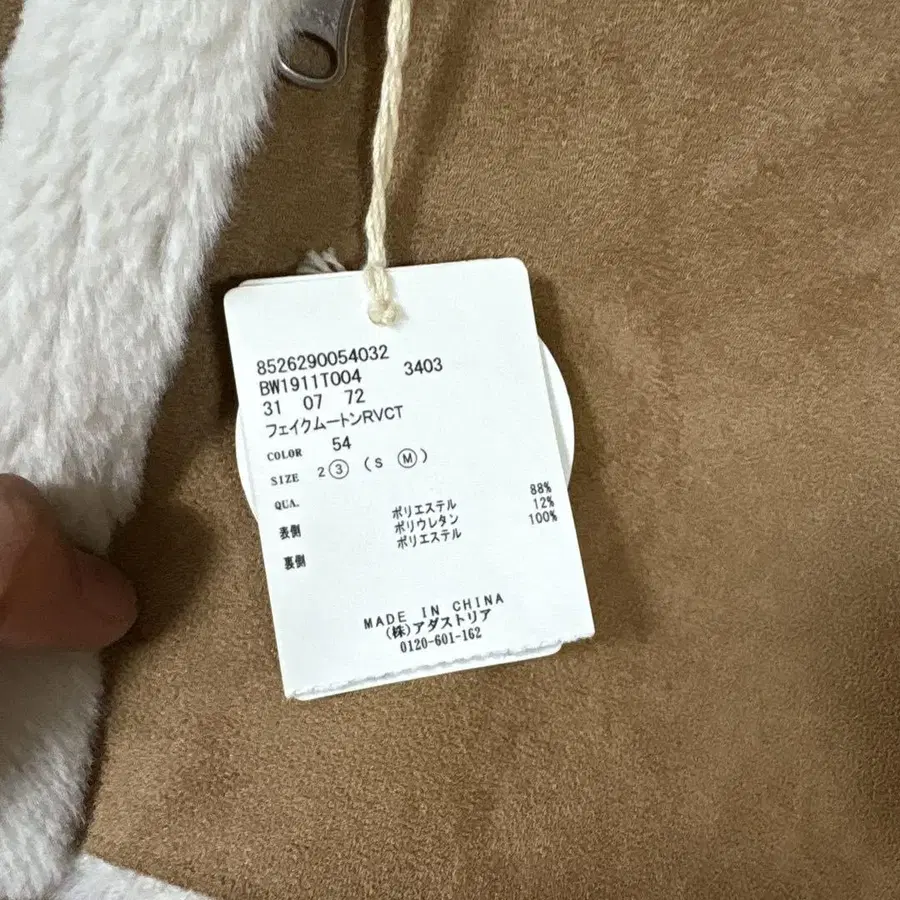 8526290054032
BW1911T004 3403
31 07 72
フェイクムートンRVCT
COLOR 54
SIZE 2 ③ (S Ⓜ)
QUA.
表側 ポリエステル 88%
ポリウレタン 12%
裏側 ポリエステル 100%
MADE IN CHINA
(株)アダストリア
0120-601-162